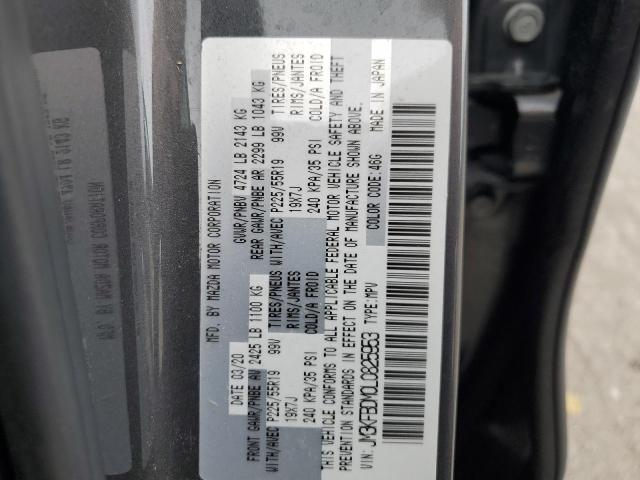 MFD. BY MAZDA MOTOR CORPORATION
DATE 03/20 GVWR/PNBV 4724 LB 2143 KG
FRONT GAWR/PNBE AV 2425 LB 1100 KG REAR GAWR/PNBE AR 2299 LB 1043 KG
WITH/AVEC P225/55R19 99V TIRES/PNEUS WITH/AVEC P225/55R19 99V TIRES/PNEUS
19X7J RIMS/JANTES 19X7J RIMS/JANTES
240 KPA/35 PSI COLD/A FROID 240 KPA/35 PSI COLD/A FROID
THIS VEHICLE CONFORMS TO ALL APPLICABLE FEDERAL MOTOR VEHICLE SAFETY AND THEFT
PREVENTION STANDARDS IN EFFECT ON THE DATE OF MANUFACTURE SHOWN ABOVE.
VIN: JM3KFBDM0L0825953 TYPE: MPV COLOR CODE: 46G MADE IN JAPAN